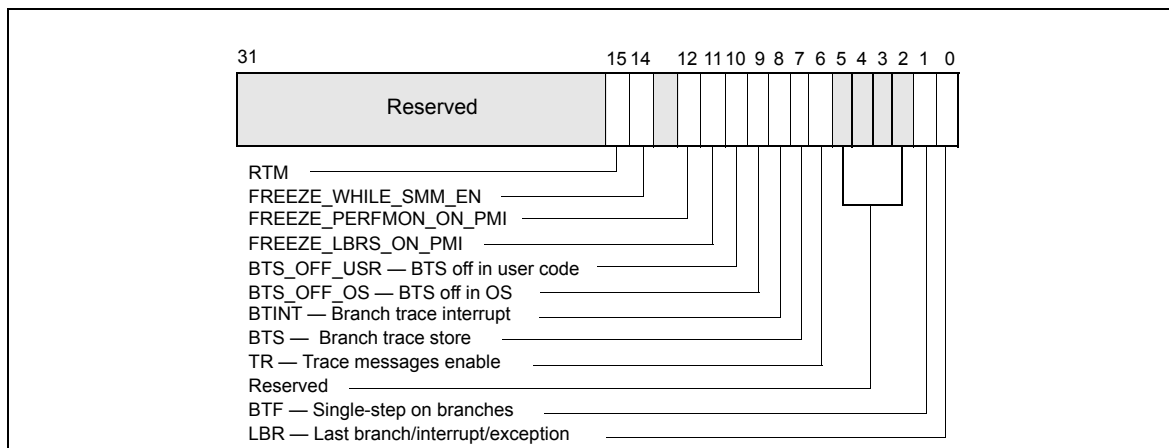 31 15 14 12 11 10 9 8 7 6 5 4 3 2 1 0
Reserved
RTM
FREEZE_WHILE_SMM_EN
FREEZE_PERFMON_ON_PMI
FREEZE_LBRS_ON_PMI
BTS_OFF_USR — BTS off in user code
BTS_OFF_OS — BTS off in OS
BTINT — Branch trace interrupt
BTS — Branch trace store
TR — Trace messages enable
Reserved
BTF — Single-step on branches
LBR — Last branch/interrupt/exception